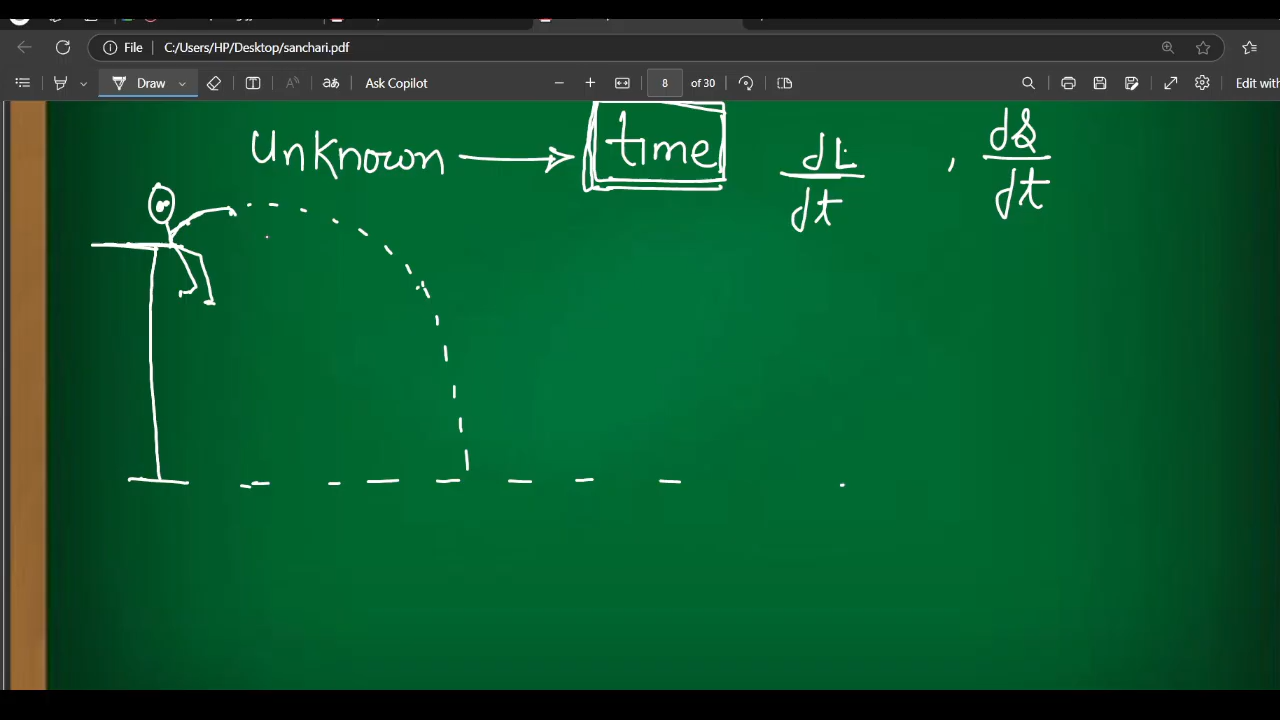 File C:/Users/HP/Desktop/sanchari.pdf
Draw Ask Copilot 8 of 30 Edit with
Unknown → time dL/dt , dQ/dt